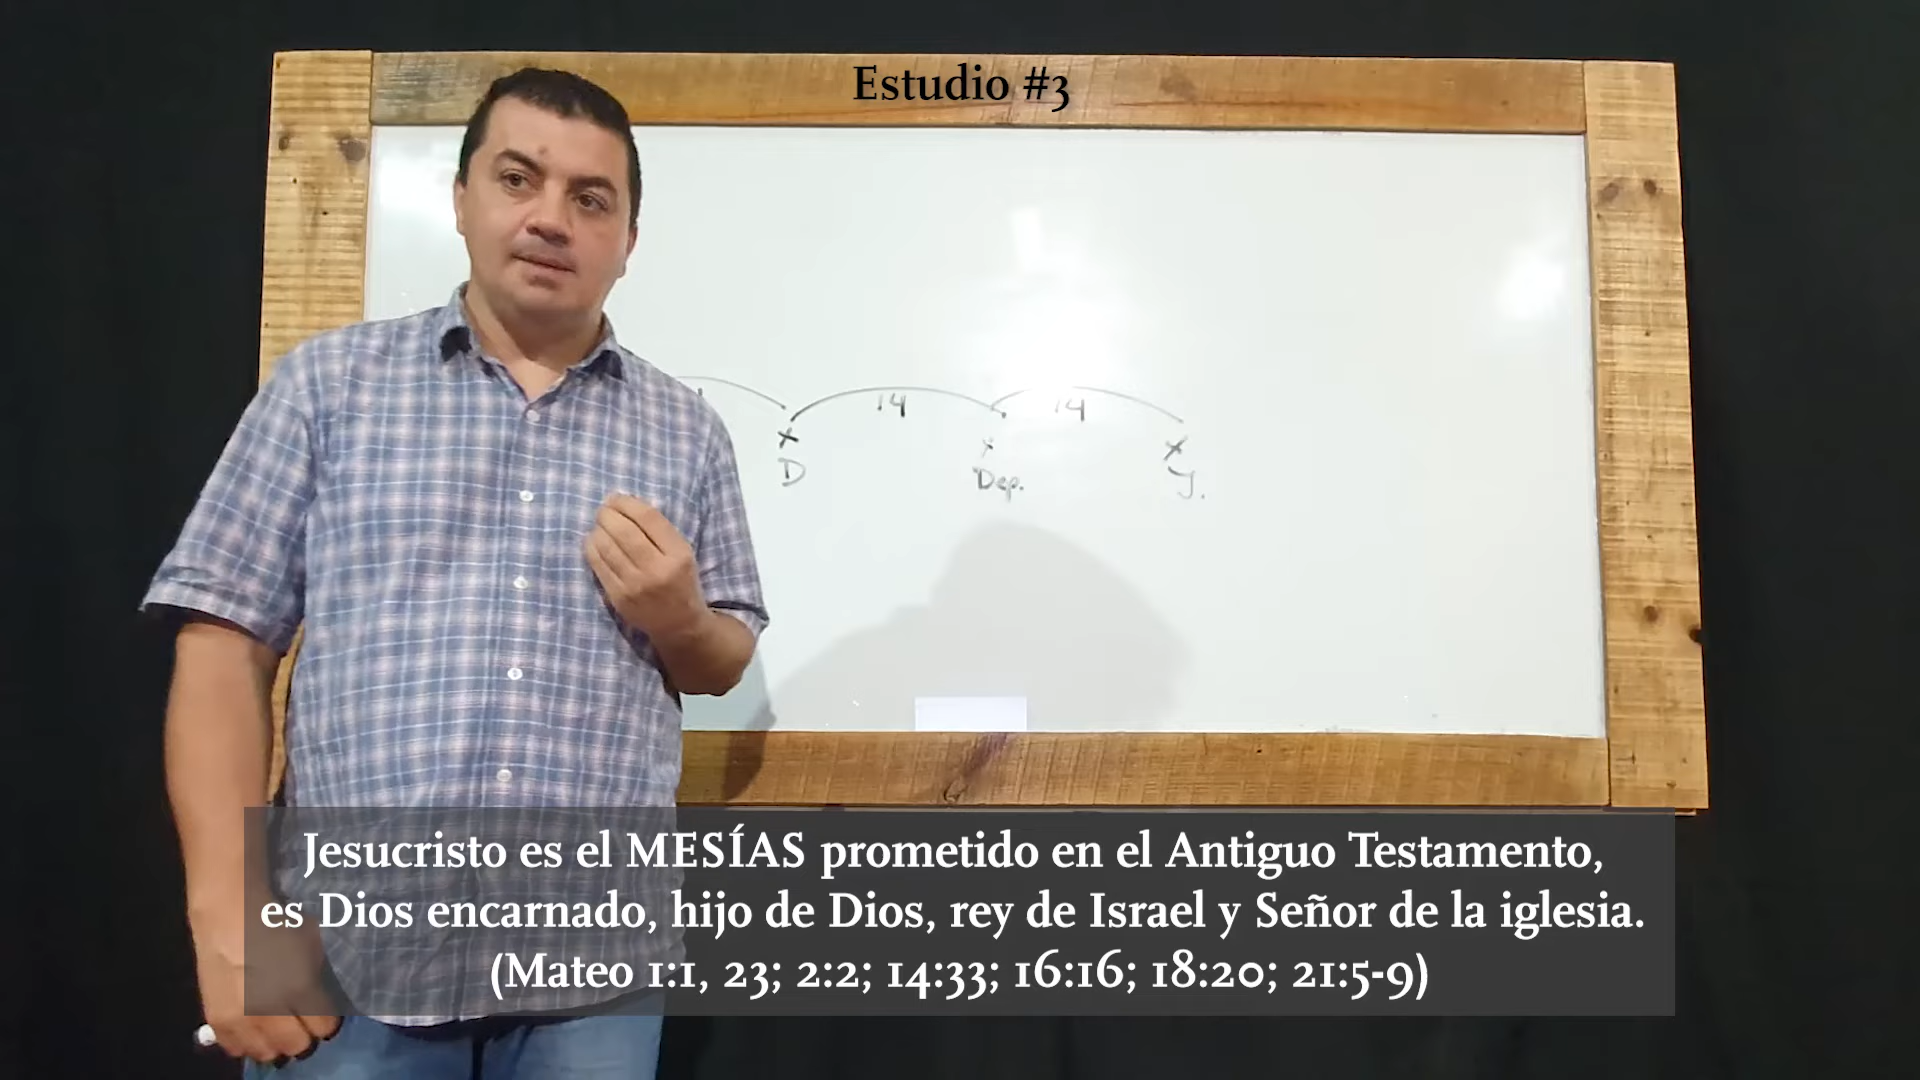 Estudio #3
14
14
D
Dep.
J.
Jesucristo es el MESÍAS prometido en el Antiguo Testamento,
es Dios encarnado, hijo de Dios, rey de Israel y Señor de la iglesia.
(Mateo 1:1, 23; 2:2; 14:33; 16:16; 18:20; 21:5-9)